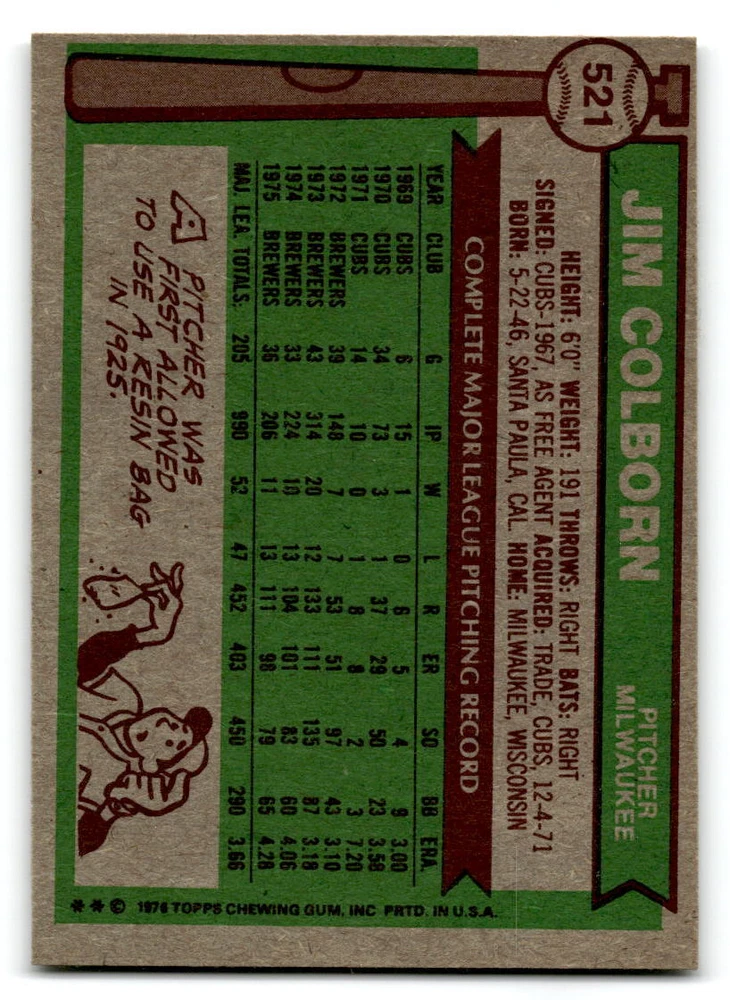 521
JIM COLBORN
PITCHER
MILWAUKEE
HEIGHT: 6'0" WEIGHT: 191 THROWS: RIGHT BATS: RIGHT
SIGNED: CUBS-1967, AS FREE AGENT ACQUIRED: TRADE, CUBS, 12-4-71
BORN: 5-22-46, SANTA PAULA, CAL. HOME: MILWAUKEE, WISCONSIN
COMPLETE MAJOR LEAGUE PITCHING RECORD
YEAR CLUB G IP W L R ER SO BB ERA.
1969 CUBS 6 15 1 0 6 5 4 9 3.00
1970 CUBS 34 73 3 1 37 29 50 23 3.58
1971 CUBS 14 10 0 1 8 8 2 3 7.20
1972 BREWERS 39 148 7 7 53 51 97 43 3.10
1973 BREWERS 43 314 20 12 133 111 135 87 3.18
1974 BREWERS 33 224 10 13 104 101 83 60 4.06
1975 BREWERS 36 206 11 13 111 98 79 65 4.28
MAJ. LEA. TOTALS: 205 990 52 47 452 403 450 290 3.66
A PITCHER WAS
FIRST ALLOWED
TO USE A RESIN BAG
IN 1925.
** © 1976 TOPPS CHEWING GUM, INC PRTD. IN U.S.A.